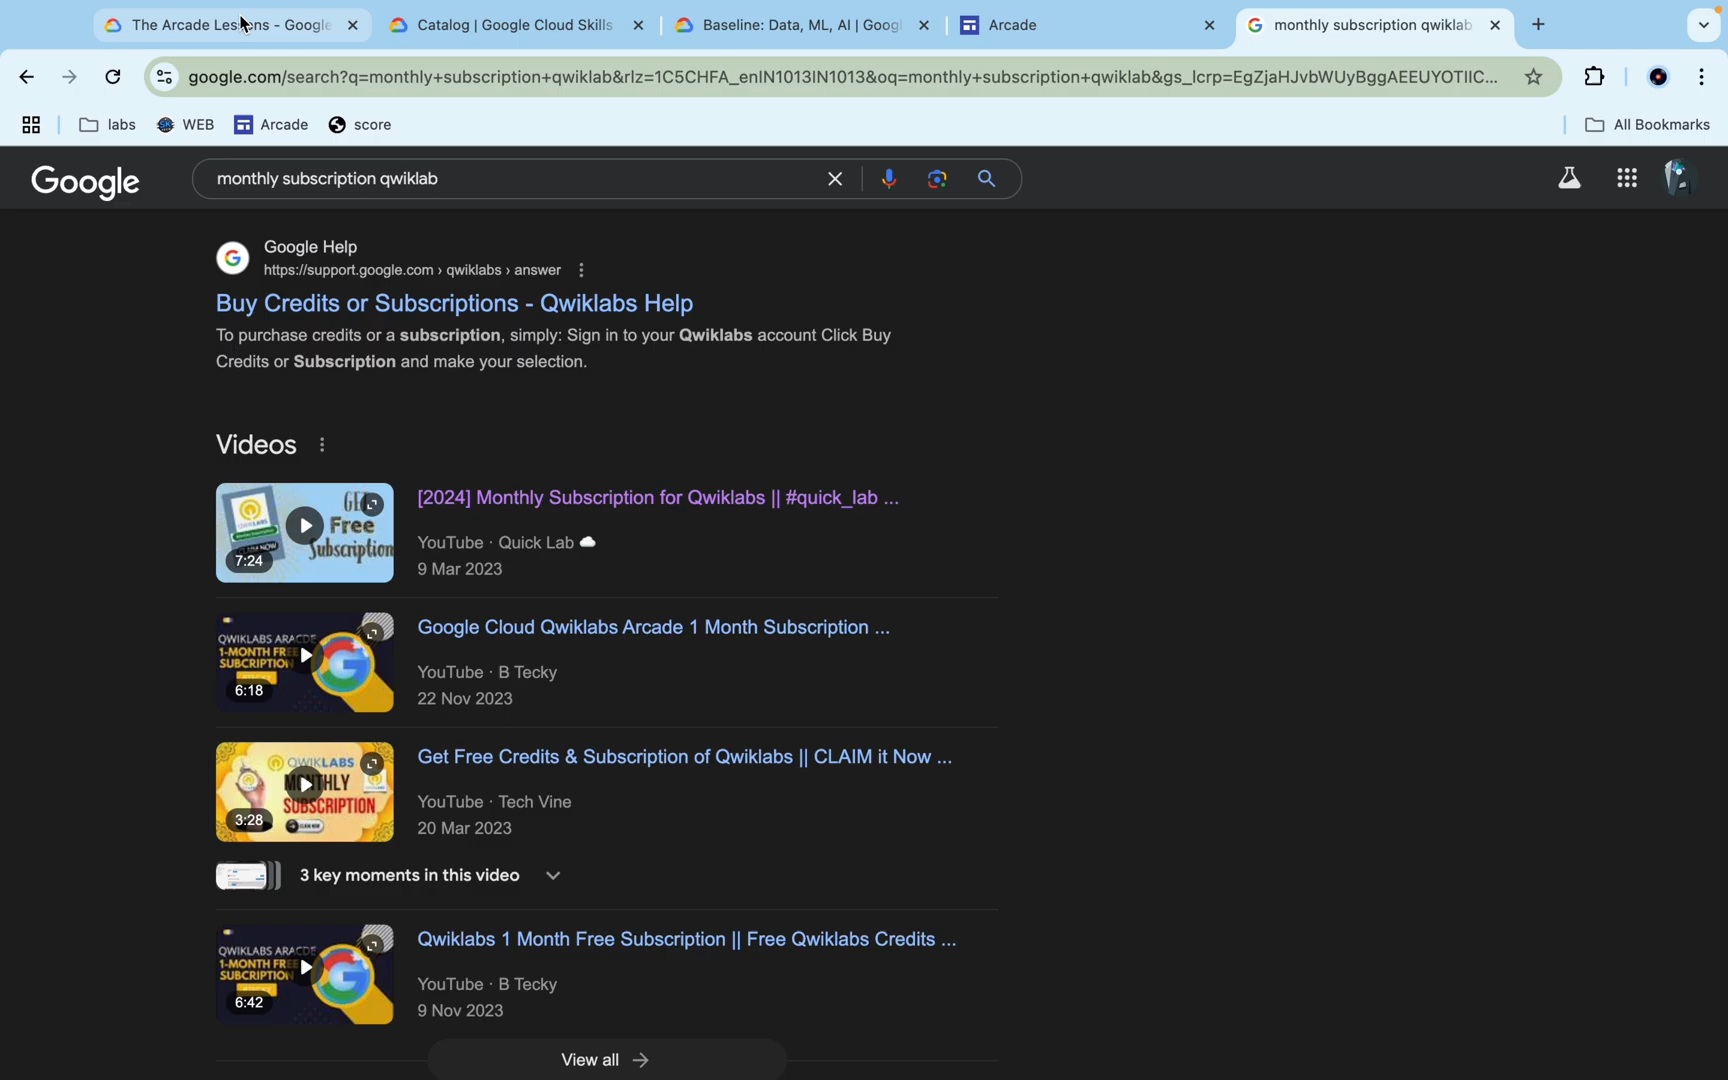 The Arcade Lessons - Google
Catalog | Google Cloud Skills
Baseline: Data, ML, AI | Goog
Arcade
monthly subscription qwiklab
google.com/search?q=monthly+subscription+qwiklab&rlz=1C5CHFA_enIN1013IN1013&oq=monthly+subscription+qwiklab&gs_lcrp=EgZjaHJvbWUyBggAEEUYOTIIC...
labs
WEB
Arcade
score
All Bookmarks
Google
monthly subscription qwiklab
Google Help
https://support.google.com › qwiklabs › answer
Buy Credits or Subscriptions - Qwiklabs Help
To purchase credits or a subscription, simply: Sign in to your Qwiklabs account Click Buy
Credits or Subscription and make your selection.
Videos
GET
Free
Subscription
7:24
[2024] Monthly Subscription for Qwiklabs || #quick_lab ...
YouTube · Quick Lab
9 Mar 2023
QWIKLABS ARACDE
1-MONTH FREE
SUBCRIPTION
6:18
Google Cloud Qwiklabs Arcade 1 Month Subscription ...
YouTube · B Tecky
22 Nov 2023
QWIKLABS
MONTHLY
SUBSCRIPTION
3:28
Get Free Credits & Subscription of Qwiklabs || CLAIM it Now ...
YouTube · Tech Vine
20 Mar 2023
3 key moments in this video
QWIKLABS ARACDE
1-MONTH FREE
SUBCRIPTION
6:42
Qwiklabs 1 Month Free Subscription || Free Qwiklabs Credits ...
YouTube · B Tecky
9 Nov 2023
View all